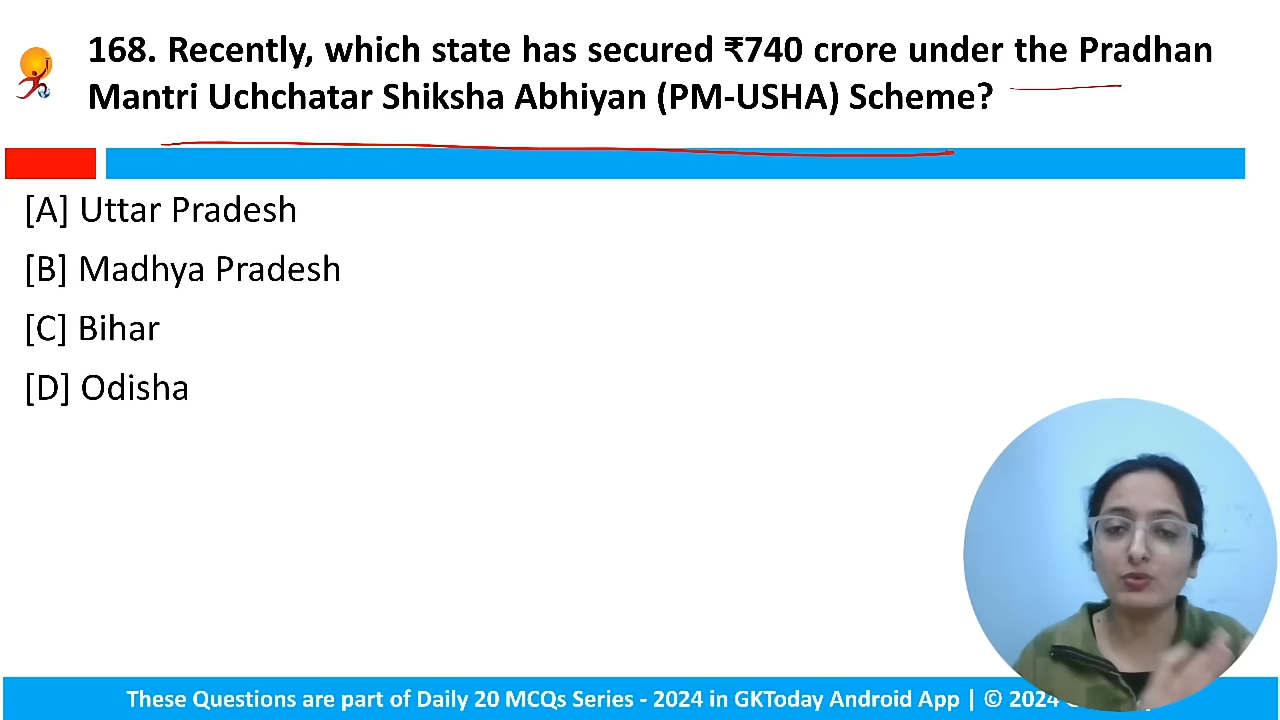 168. Recently, which state has secured ₹740 crore under the Pradhan
Mantri Uchchatar Shiksha Abhiyan (PM-USHA) Scheme?
[A] Uttar Pradesh
[B] Madhya Pradesh
[C] Bihar
[D] Odisha
These Questions are part of Daily 20 MCQs Series - 2024 in GKToday Android App | © 2024